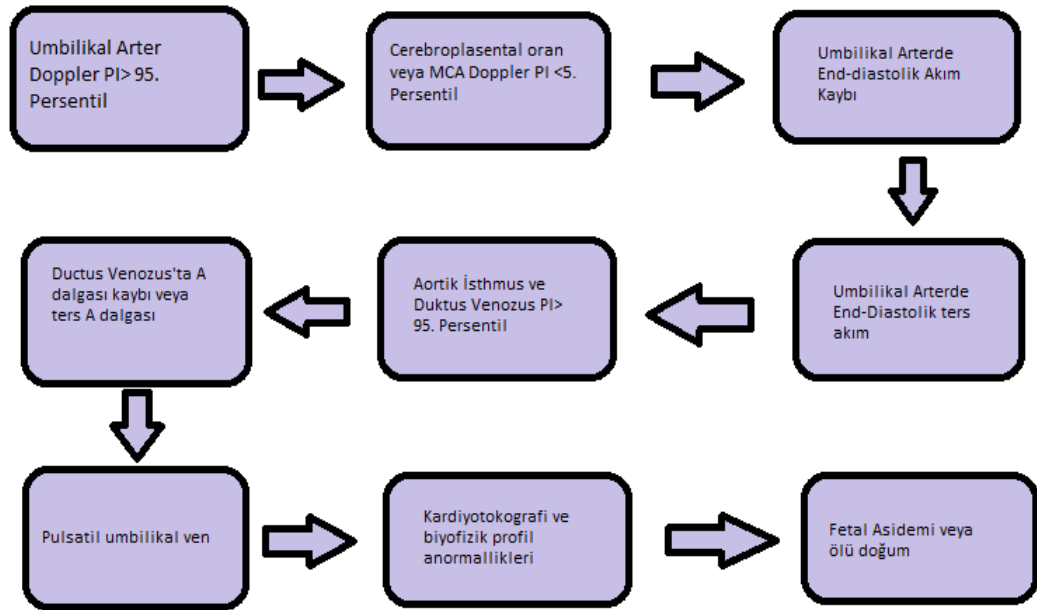 Umbilikal Arter
Doppler PI> 95.
Persentil
Cerebroplasental oran
veya MCA Doppler PI <5.
Persentil
Umbilikal Arterde
End-diastolik Akım
Kaybı
Umbilikal Arterde
End-Diastolik ters
akım
Aortik İsthmus ve
Duktus Venozus PI>
95. Persentil
Ductus Venozus'ta A
dalgası kaybı veya
ters A dalgası
Pulsatil umbilikal ven
Kardiyotokografi ve
biyofizik profil
anormallikleri
Fetal Asidemi veya
ölü doğum